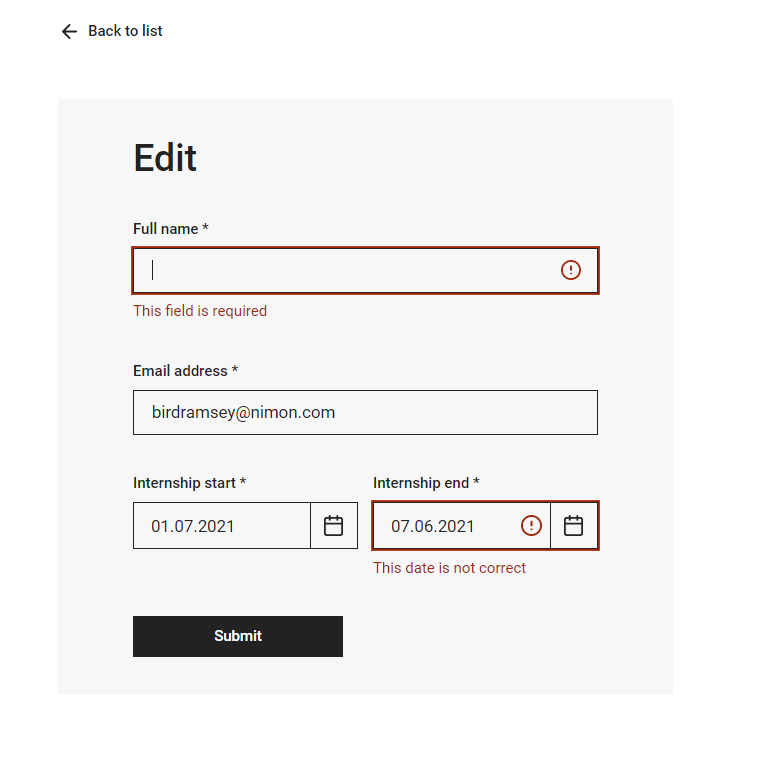 Back to list
Edit
Full name *
This field is required
Email address *
birdramsey@nimon.com
Internship start *
Internship end *
01.07.2021
07.06.2021
This date is not correct
Submit